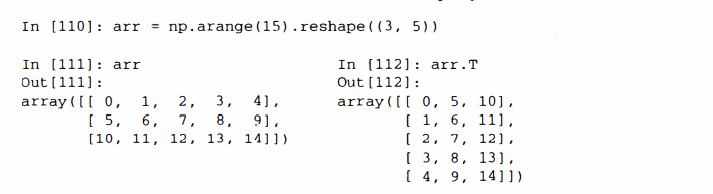 In [110]: arr = np.arange(15).reshape((3, 5))
In [111]: arr
Out[111]:
array([[ 0, 1, 2, 3, 4],
[ 5, 6, 7, 8, 9],
[10, 11, 12, 13, 14]])
In [112]: arr.T
Out[112]:
array([[ 0, 5, 10],
[ 1, 6, 11],
[ 2, 7, 12],
[ 3, 8, 13],
[ 4, 9, 14]])